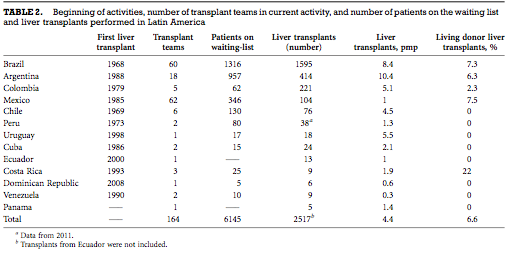 TABLE 2. Beginning of activities, number of transplant teams in current activity, and number of patients on the waiting list
and liver transplants performed in Latin America
First liver transplant Transplant teams Patients on waiting-list Liver transplants (number) Liver transplants, pmp Living donor liver transplants, %
Brazil 1968 60 1316 1595 8.4 7.3
Argentina 1988 18 957 414 10.4 6.3
Colombia 1979 5 62 221 5.1 2.3
Mexico 1985 62 346 104 1 7.5
Chile 1969 6 130 76 4.5 0
Peru 1973 2 80 38a 1.3 0
Uruguay 1998 1 17 18 5.5 0
Cuba 1986 2 15 24 2.1 0
Ecuador 2000 1 — 13 1 0
Costa Rica 1993 3 25 9 1.9 22
Dominican Republic 2008 1 5 6 0.6 0
Venezuela 1990 2 10 9 0.3 0
Panama — 1 — 5 1.4 0
Total — 164 6145 2517b 4.4 6.6
a Data from 2011.
b Transplants from Ecuador were not included.